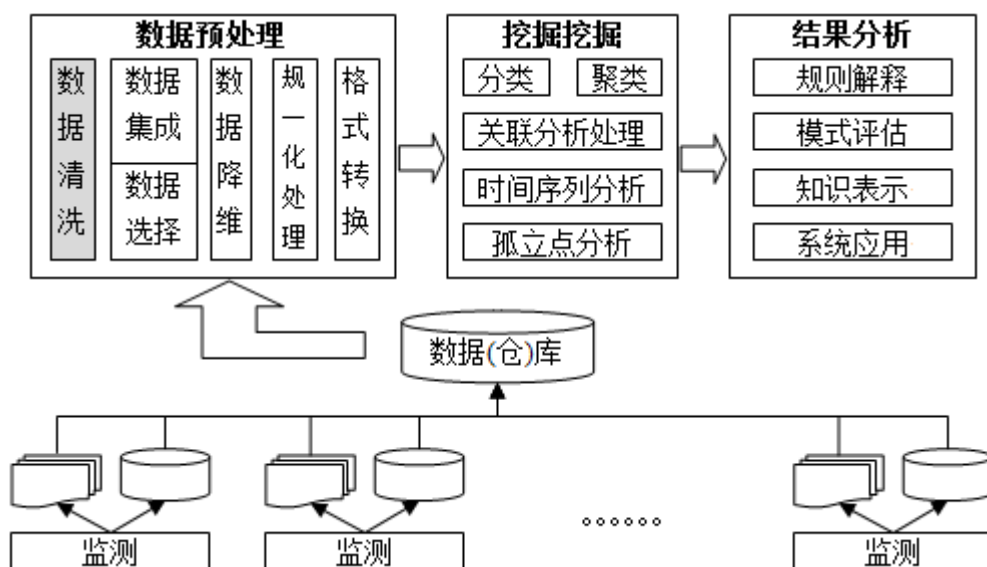 数据预处理
数据清洗
数据
集成
数据
选择
数据降维
规一化处理
格式转换
挖掘挖掘
分类
聚类
关联分析处理
时间序列分析
孤立点分析
结果分析
规则解释
模式评估
知识表示
系统应用
数据(仓)库
监测
监测
监测